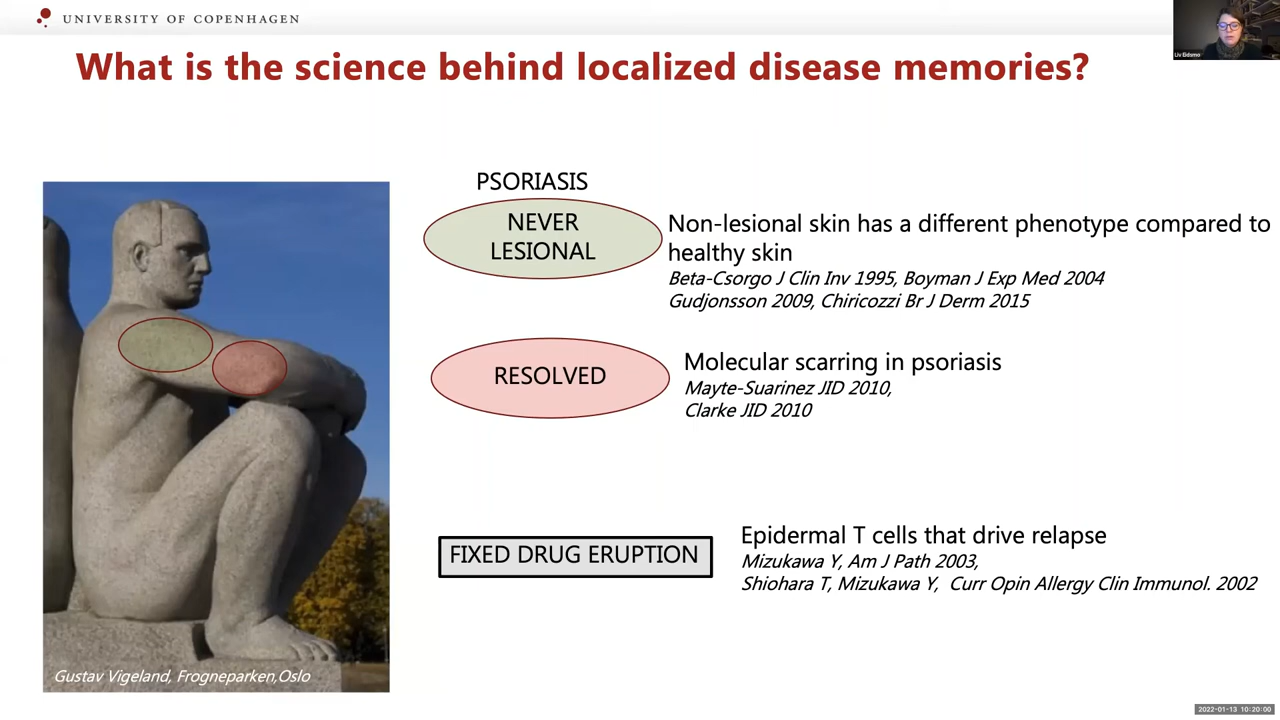 UNIVERSITY OF COPENHAGEN
Liv Eidsmo
What is the science behind localized disease memories?
PSORIASIS
NEVER
LESIONAL
Non-lesional skin has a different phenotype compared to
healthy skin
Beta-Csorgo J Clin Inv 1995, Boyman J Exp Med 2004
Gudjonsson 2009, Chiricozzi Br J Derm 2015
RESOLVED
Molecular scarring in psoriasis
Mayte-Suarinez JID 2010,
Clarke JID 2010
FIXED DRUG ERUPTION
Epidermal T cells that drive relapse
Mizukawa Y, Am J Path 2003,
Shiohara T, Mizukawa Y, Curr Opin Allergy Clin Immunol. 2002
Gustav Vigeland, Frogneparken,Oslo
2022-01-13 10:20:00